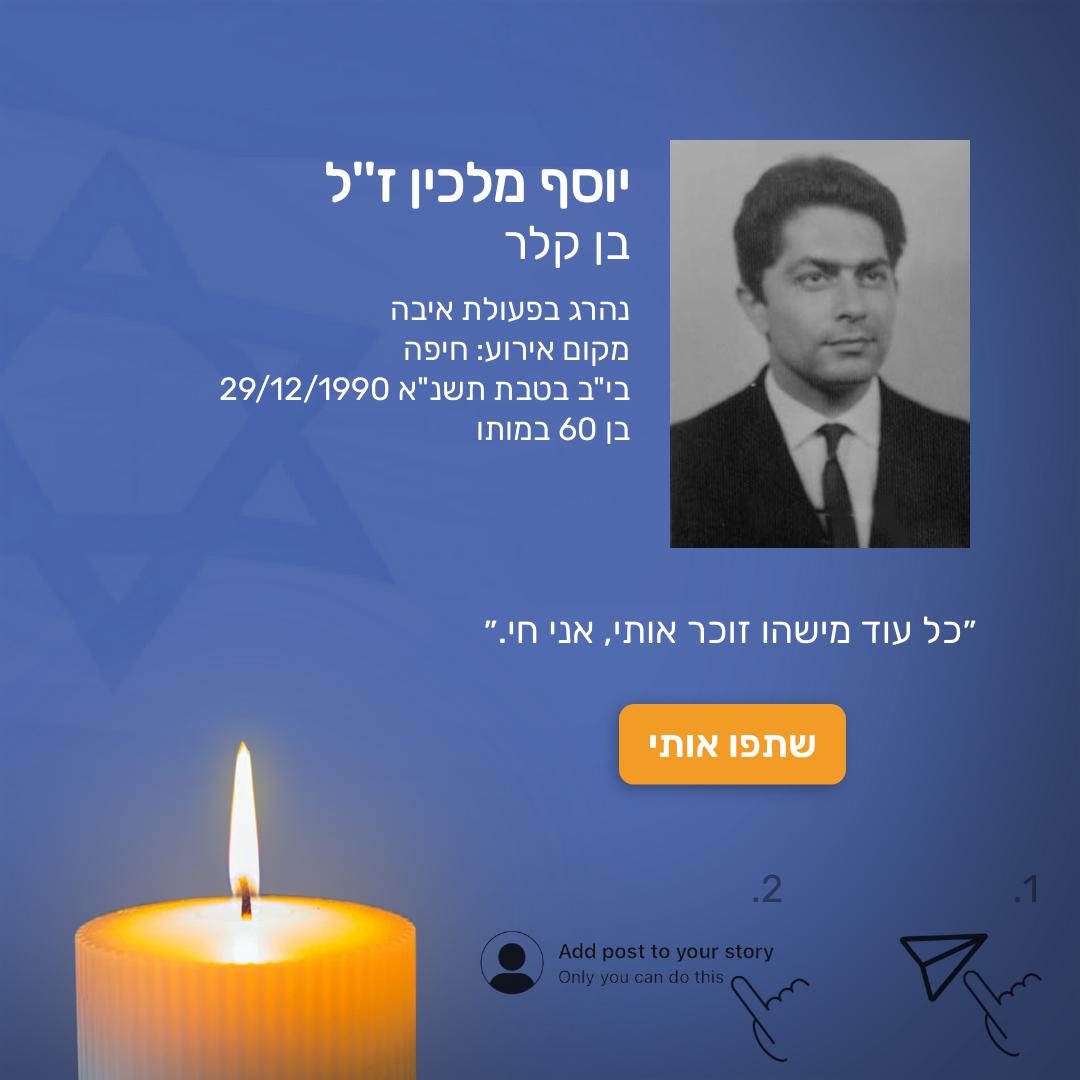 יוסף מלכין ז"ל
בן קלר
נהרג בפעולת איבה
מקום אירוע: חיפה
בי"ב בטבת תשנ"א 29/12/1990
בן 60 במותו
״כל עוד מישהו זוכר אותי, אני חי.״
שתפו אותי
.1
.2
Add post to your story
Only you can do this